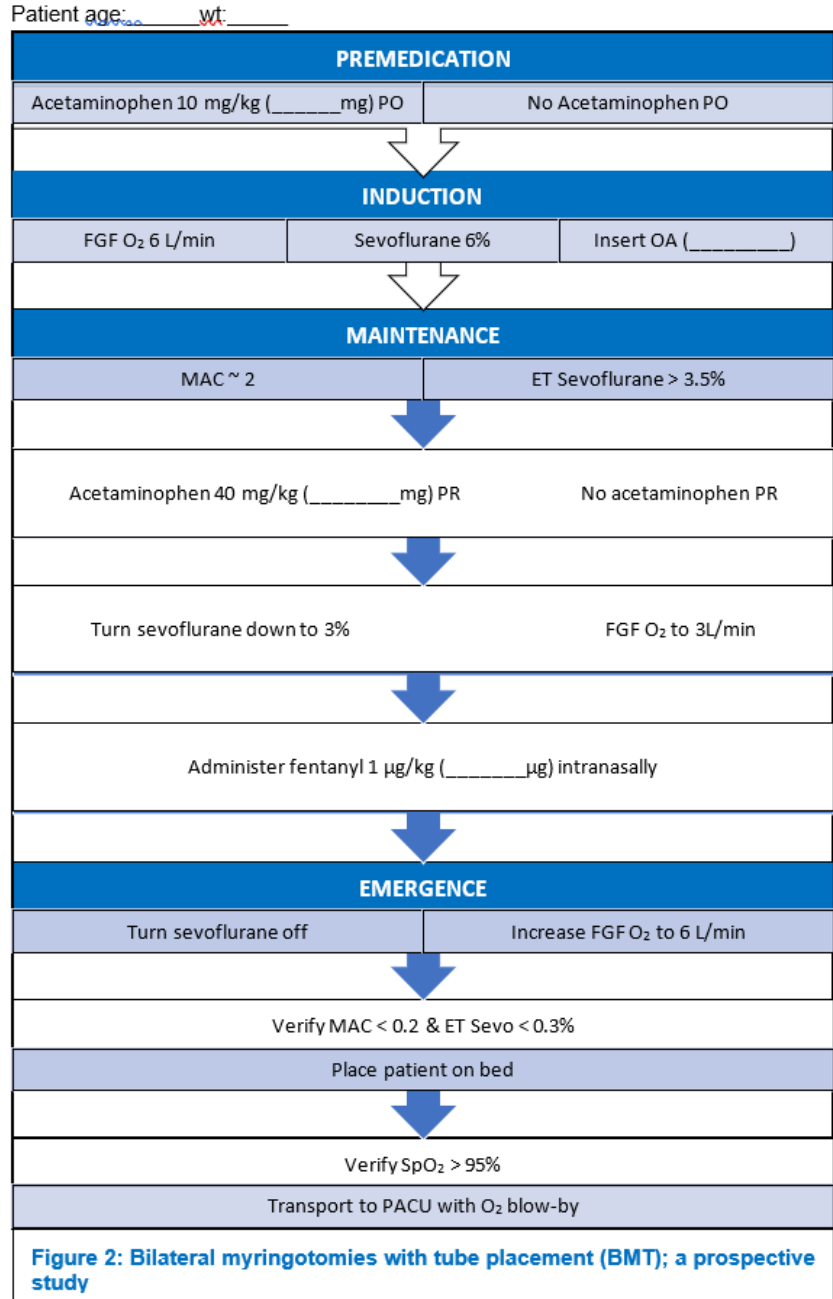 Patient age:______ wt:______
PREMEDICATION
Acetaminophen 10 mg/kg (______mg) PO
No Acetaminophen PO
INDUCTION
FGF O₂ 6 L/min
Sevoflurane 6%
Insert OA (_________)
MAINTENANCE
MAC ~ 2
ET Sevoflurane > 3.5%
Acetaminophen 40 mg/kg (________mg) PR
No acetaminophen PR
Turn sevoflurane down to 3%
FGF O₂ to 3L/min
Administer fentanyl 1 µg/kg (_______µg) intranasally
EMERGENCE
Turn sevoflurane off
Increase FGF O₂ to 6 L/min
Verify MAC < 0.2 & ET Sevo < 0.3%
Place patient on bed
Verify SpO₂ > 95%
Transport to PACU with O₂ blow-by
Figure 2: Bilateral myringotomies with tube placement (BMT); a prospective
study